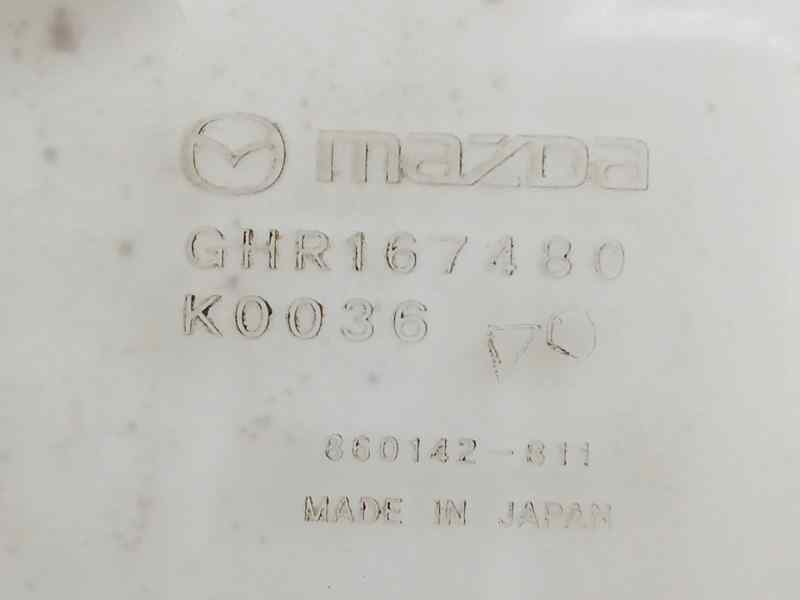 mazda
GHR167480
K0036
860142-811
MADE IN JAPAN